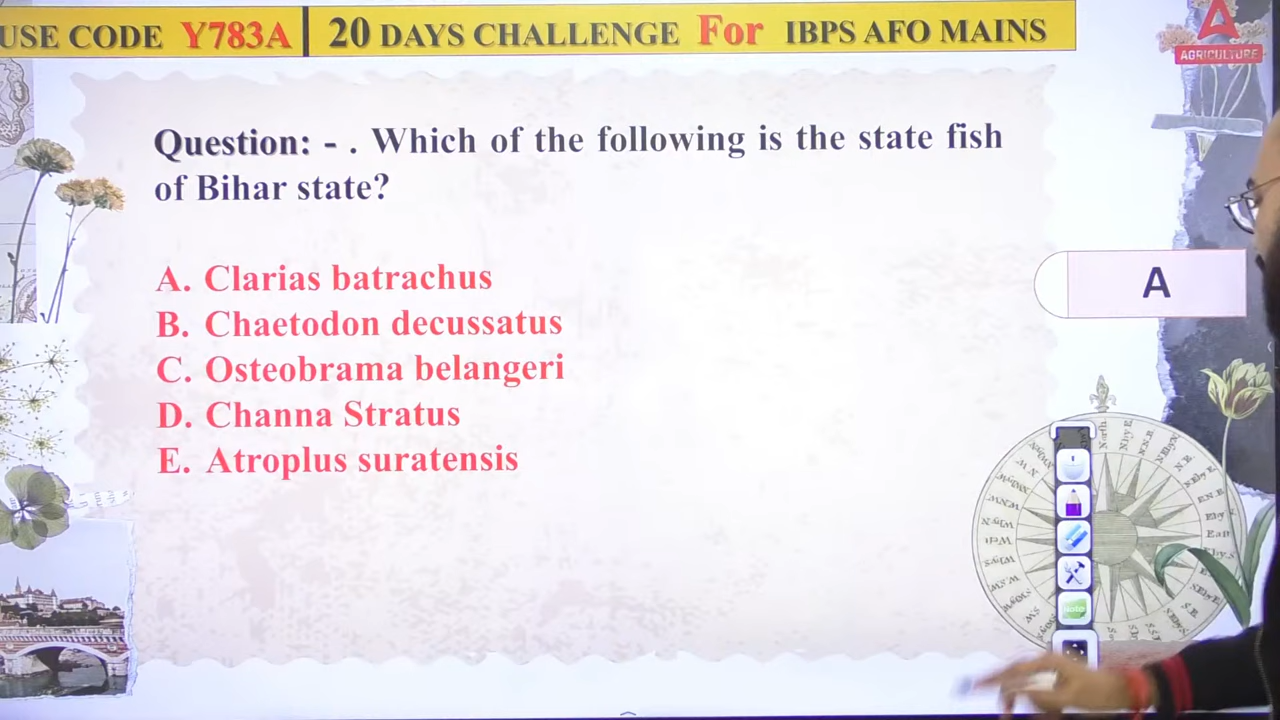 USE CODE Y783A 20 DAYS CHALLENGE For IBPS AFO MAINS
AGRICULTURE
Question: - . Which of the following is the state fish
of Bihar state?
A
A. Clarias batrachus
B. Chaetodon decussatus
C. Osteobrama belangeri
D. Channa Stratus
E. Atroplus suratensis